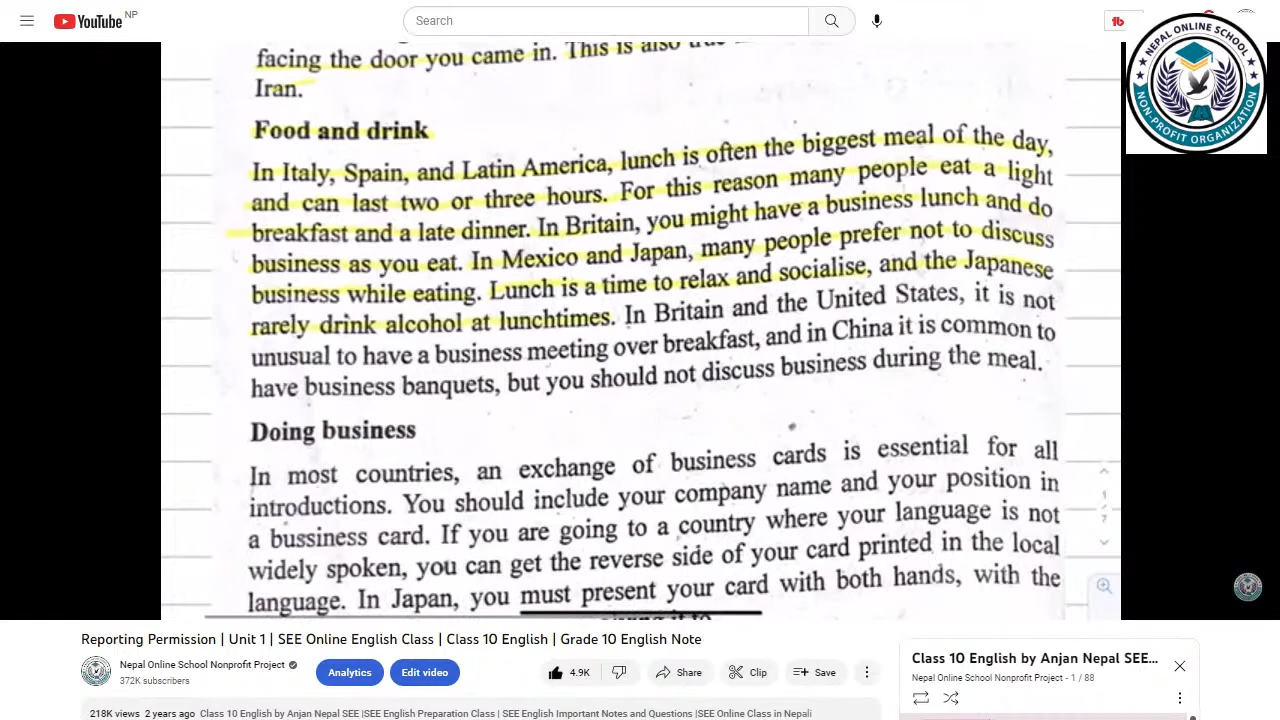 YouTube NP
Search
NEPAL ONLINE SCHOOL
NON-PROFIT ORGANIZATION
facing the door you came in. This is also true
Iran.
Food and drink
In Italy, Spain, and Latin America, lunch is often the biggest meal of the day,
and can last two or three hours. For this reason many people eat a light
breakfast and a late dinner. In Britain, you might have a business lunch and do
business as you eat. In Mexico and Japan, many people prefer not to discuss
business while eating. Lunch is a time to relax and socialise, and the Japanese
rarely drink alcohol at lunchtimes. In Britain and the United States, it is not
unusual to have a business meeting over breakfast, and in China it is common to
have business banquets, but you should not discuss business during the meal.
Doing business
In most countries, an exchange of business cards is essential for all
introductions. You should include your company name and your position in
a bussiness card. If you are going to a country where your language is not
widely spoken, you can get the reverse side of your card printed in the local
language. In Japan, you must present your card with both hands, with the
Reporting Permission | Unit 1 | SEE Online English Class | Class 10 English | Grade 10 English Note
Nepal Online School Nonprofit Project
372K subscribers
Analytics
Edit video
4.9K
Share
Clip
Save
218K views 2 years ago Class 10 English by Anjan Nepal SEE |SEE English Preparation Class | SEE English Important Notes and Questions |SEE Online Class in Nepali
Class 10 English by Anjan Nepal SEE...
Nepal Online School Nonprofit Project - 1 / 88